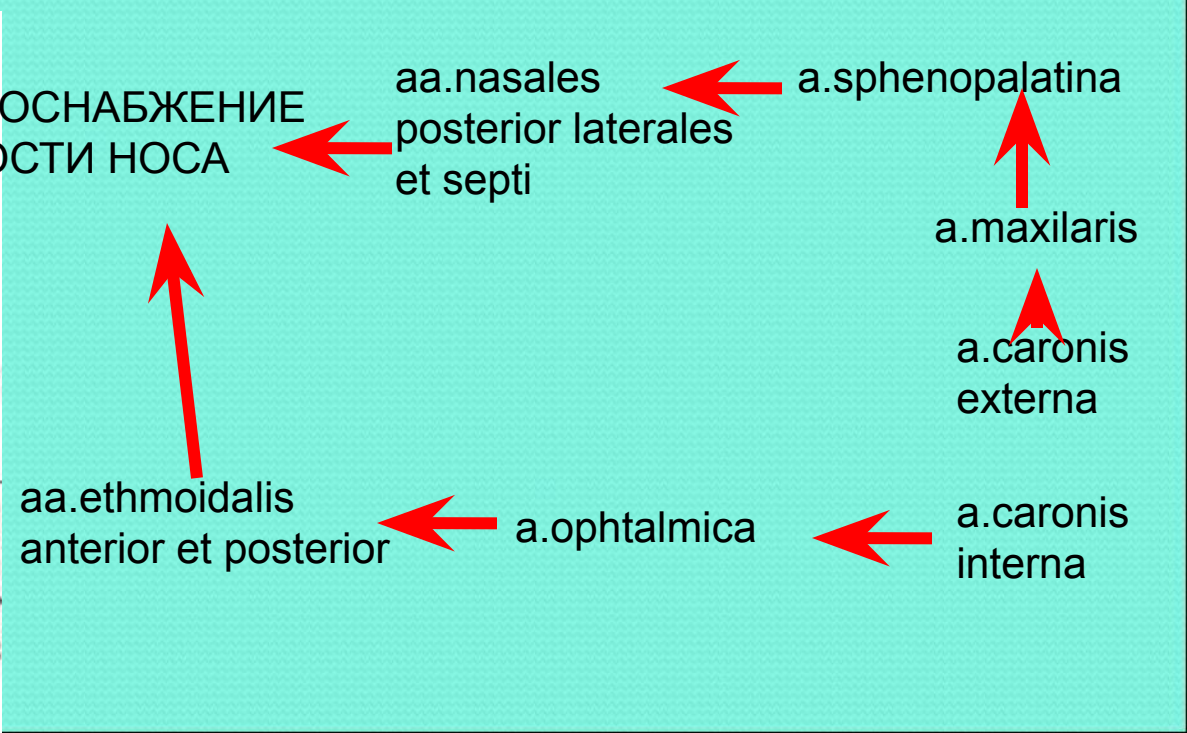 ОСНАБЖЕНИЕ
ОСТИ НОСА
aa.nasales
posterior laterales
et septi
a.sphenopalatina
a.maxilaris
a.caronis
externa
aa.ethmoidalis
anterior et posterior
a.ophtalmica
a.caronis
interna